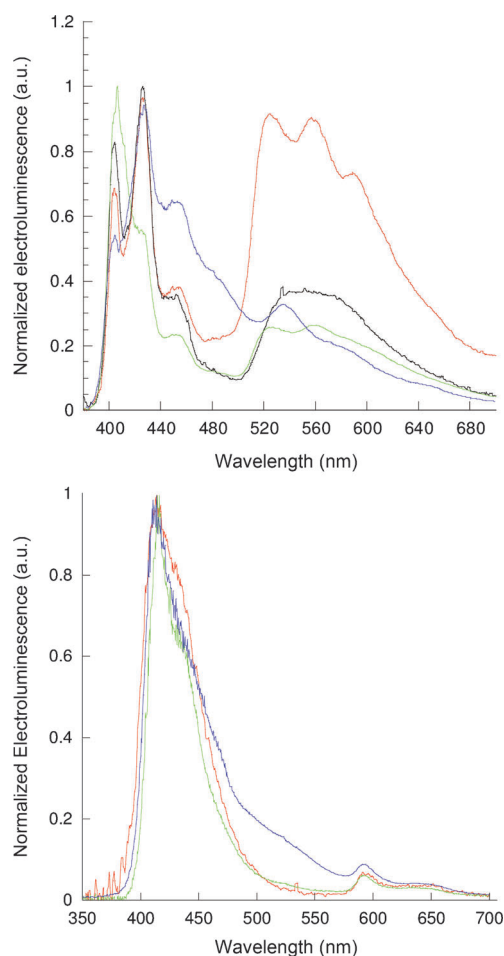 Normalized electroluminescence (a.u.)
1.2
1
0.8
0.6
0.4
0.2
0
400 440 480 520 560 600 640 680
Wavelength (nm)
Normalized Electroluminescence (a.u.)
1
0.8
0.6
0.4
0.2
0
350 400 450 500 550 600 650 700
Wavelength (nm)